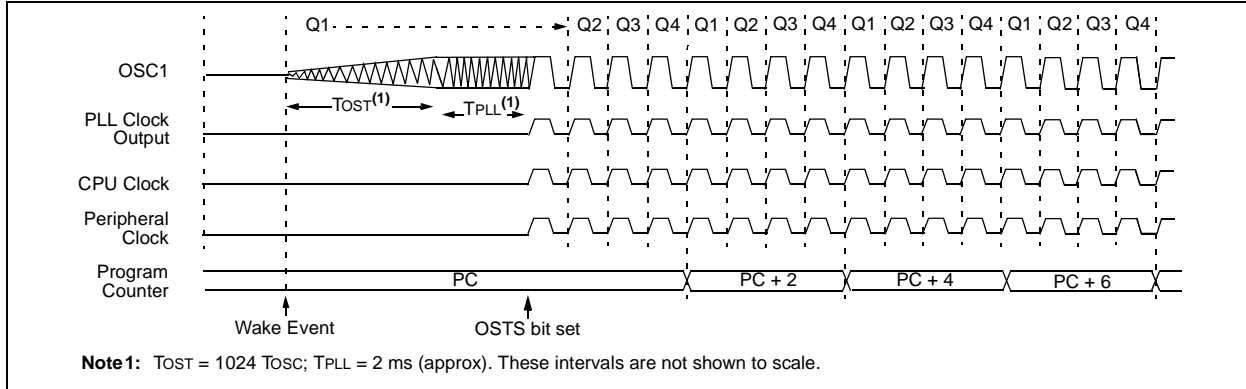 Q1 Q2 Q3 Q4 Q1 Q2 Q3 Q4 Q1 Q2 Q3 Q4 Q1 Q2 Q3 Q4
OSC1
TOST(1) TPLL(1)
PLL Clock
Output
CPU Clock
Peripheral
Clock
Program
Counter
PC PC + 2 PC + 4 PC + 6
Wake Event OSTS bit set
Note1: TOST = 1024 TOSC; TPLL = 2 ms (approx). These intervals are not shown to scale.